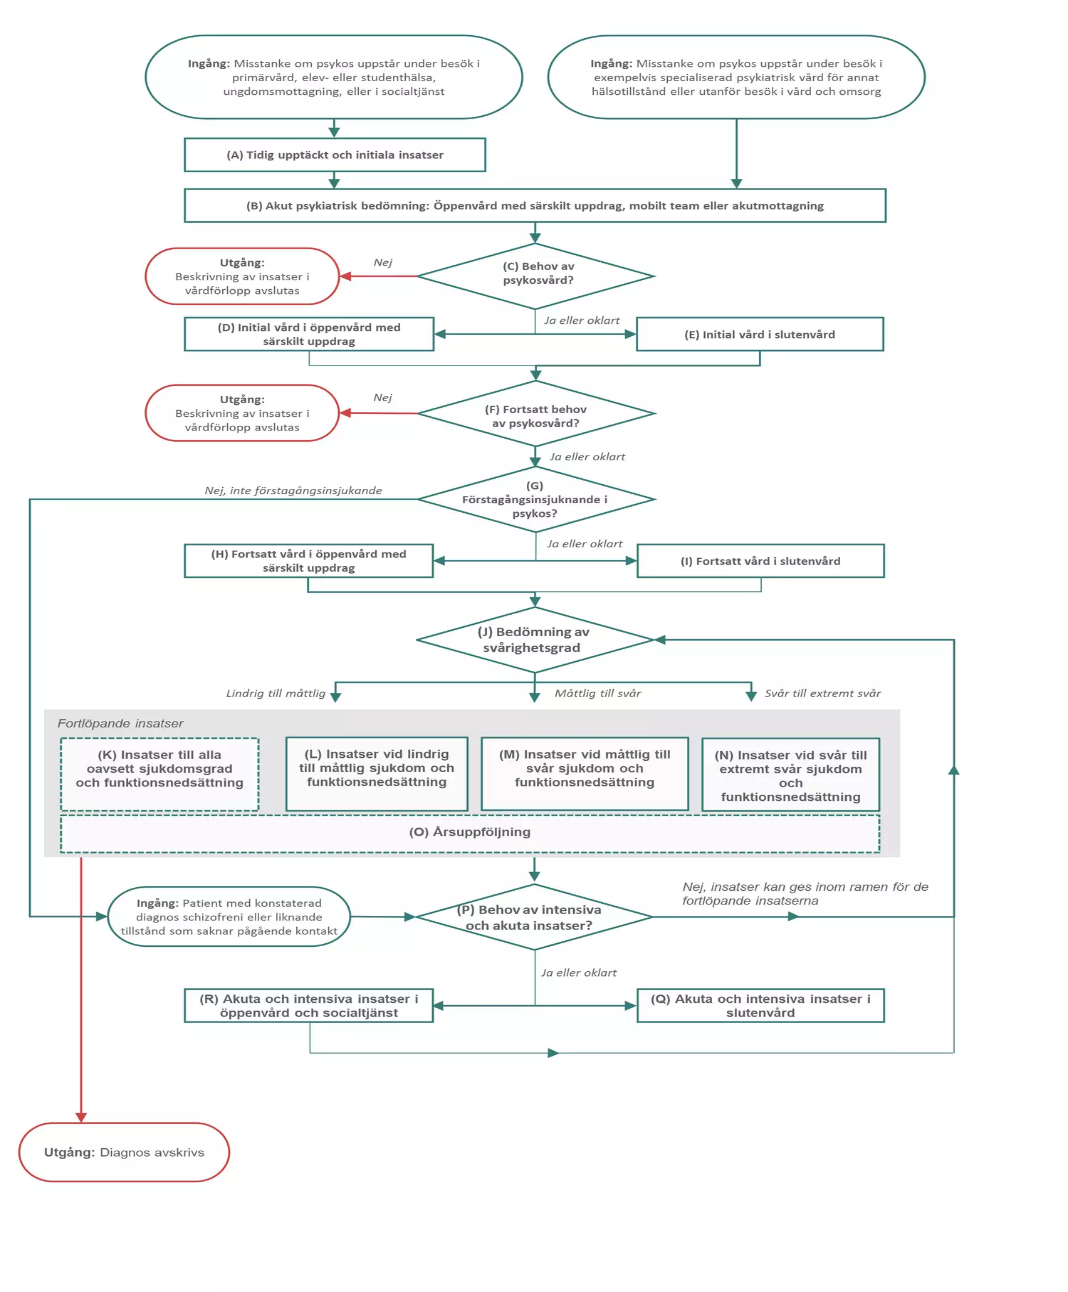 Ingång: Misstanke om psykos uppstår under besök i
primärvård, elev- eller studenthälsa,
ungdomsmottagning, eller i socialtjänst
Ingång: Misstanke om psykos uppstår under besök i
exempelvis specialiserad psykiatrisk vård för annat
hälsotillstånd eller utanför besök i vård och omsorg
(A) Tidig upptäckt och initiala insatser
(B) Akut psykiatrisk bedömning: Öppenvård med särskilt uppdrag, mobilt team eller akutmottagning
Utgång:
Beskrivning av insatser i
vårdförlopp avslutas
Nej
(C) Behov av
psykosvård?
Ja eller oklart
(D) Initial vård i öppenvård med
särskilt uppdrag
(E) Initial vård i slutenvård
Utgång:
Beskrivning av insatser i
vårdförlopp avslutas
Nej
(F) Fortsatt behov
av psykosvård?
Ja eller oklart
Nej, inte förstagångsinsjukande
(G)
Förstagångsinsjuknande i
psykos?
Ja eller oklart
(H) Fortsatt vård i öppenvård med
särskilt uppdrag
(I) Fortsatt vård i slutenvård
(J) Bedömning av
svårighetsgrad
Lindrig till måttlig
Måttlig till svår
Svår till extremt svår
Fortlöpande insatser
(K) Insatser till alla
oavsett sjukdomsgrad
och funktionsnedsättning
(L) Insatser vid lindrig
till måttlig sjukdom och
funktionsnedsättning
(M) Insatser vid måttlig till
svår sjukdom och
funktionsnedsättning
(N) Insatser vid svår till
extremt svår sjukdom
och
funktionsnedsättning
(O) Årsuppföljning
Ingång: Patient med konstaterad
diagnos schizofreni eller liknande
tillstånd som saknar pågående kontakt
(P) Behov av intensiva
och akuta insatser?
Nej, insatser kan ges inom ramen för de
fortlöpande insatserna
Ja eller oklart
(R) Akuta och intensiva insatser i
öppenvård och socialtjänst
(Q) Akuta och intensiva insatser i
slutenvård
Utgång: Diagnos avskrivs